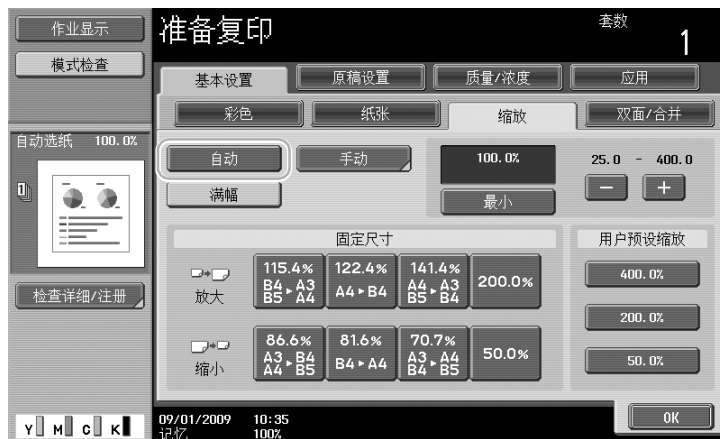 作业显示
模式检查
准备复印
套数
1
基本设置
原稿设置
质量/浓度
应用
彩色
纸张
缩放
双面/合并
自动选纸 100.0%
1
自动
手动
100.0%
25.0 - 400.0
满幅
最小
− +
固定尺寸
用户预设缩放
放大
115.4%
B4▸A3
B5▸A4
122.4%
A4▸B4
141.4%
A4▸A3
B5▸B4
200.0%
400.0%
200.0%
检查详细/注册
缩小
86.6%
A3▸B4
A4▸B5
81.6%
B4▸A4
70.7%
A3▸A4
B4▸B5
50.0%
50.0%
Y M C K
09/01/2009 10:35
记忆 100%
OK